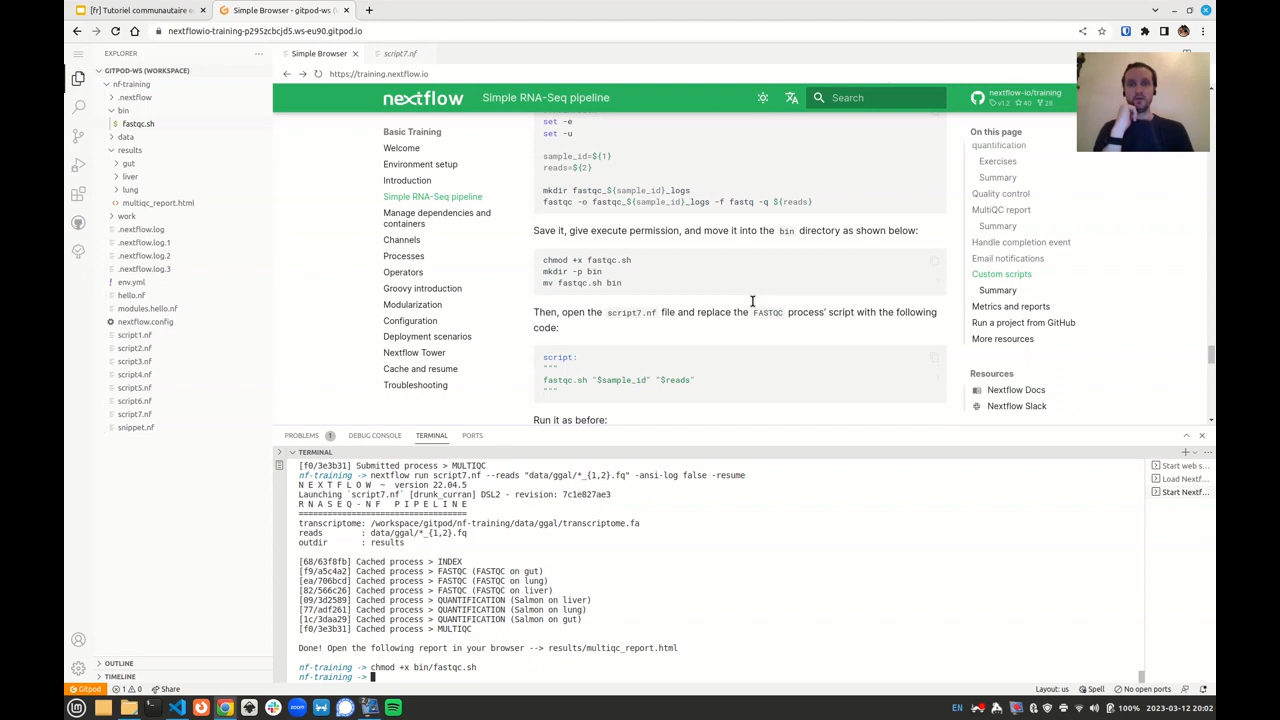 [fr] Tutoriel communautaire e
Simple Browser - gitpod-ws (
nextflowio-training-p295zcbcjd5.ws-eu90.gitpod.io
EXPLORER
GITPOD-WS (WORKSPACE)
nf-training
.nextflow
bin
fastqc.sh
data
results
gut
liver
lung
multiqc_report.html
work
.nextflow.log
.nextflow.log.1
.nextflow.log.2
.nextflow.log.3
env.yml
hello.nf
modules.hello.nf
nextflow.config
script1.nf
script2.nf
script3.nf
script4.nf
script5.nf
script6.nf
script7.nf
snippet.nf
OUTLINE
TIMELINE
Simple Browser
script7.nf
https://training.nextflow.io
nextflow
Simple RNA-Seq pipeline
Search
nextflow-io/training
v1.2 40 28
Basic Training
Welcome
Environment setup
Introduction
Simple RNA-Seq pipeline
Manage dependencies and
containers
Channels
Processes
Operators
Groovy introduction
Modularization
Configuration
Deployment scenarios
Nextflow Tower
Cache and resume
Troubleshooting
set -e
set -u
sample_id=${1}
reads=${2}
mkdir fastqc_${sample_id}_logs
fastqc -o fastqc_${sample_id}_logs -f fastq -q ${reads}
Save it, give execute permission, and move it into the bin directory as shown below:
chmod +x fastqc.sh
mkdir -p bin
mv fastqc.sh bin
Then, open the script7.nf file and replace the FASTQC process' script with the following
code:
script:
"""
fastqc.sh "$sample_id" "$reads"
"""
Run it as before:
On this page
quantification
Exercises
Summary
Quality control
MultiQC report
Summary
Handle completion event
Email notifications
Custom scripts
Summary
Metrics and reports
Run a project from GitHub
More resources
Resources
Nextflow Docs
Nextflow Slack
PROBLEMS 1 DEBUG CONSOLE TERMINAL PORTS
TERMINAL
[f0/3e3b31] Submitted process > MULTIQC
nf-training -> nextflow run script7.nf --reads "data/ggal/*_{1,2}.fq" -ansi-log false -resume
N E X T F L O W ~ version 22.04.5
Launching `script7.nf` [drunk_curran] DSL2 - revision: 7c1e827ae3
R N A S E Q - N F P I P E L I N E
===================================
transcriptome: /workspace/gitpod/nf-training/data/ggal/transcriptome.fa
reads : data/ggal/*_{1,2}.fq
outdir : results
[68/63f8fb] Cached process > INDEX
[f9/a5c4a2] Cached process > FASTQC (FASTQC on gut)
[ea/706bcd] Cached process > FASTQC (FASTQC on lung)
[82/566c26] Cached process > FASTQC (FASTQC on liver)
[09/3d2589] Cached process > QUANTIFICATION (Salmon on liver)
[77/adf261] Cached process > QUANTIFICATION (Salmon on lung)
[1c/3daa29] Cached process > QUANTIFICATION (Salmon on gut)
[f0/3e3b31] Cached process > MULTIQC
Done! Open the following report in your browser --> results/multiqc_report.html
nf-training -> chmod +x bin/fastqc.sh
nf-training ->
Start web s
Load Nextf
Start Nextf
Gitpod 1 0 Share
Layout: us Spell No open ports
zoom
EN 100% 2023-03-12 20:02